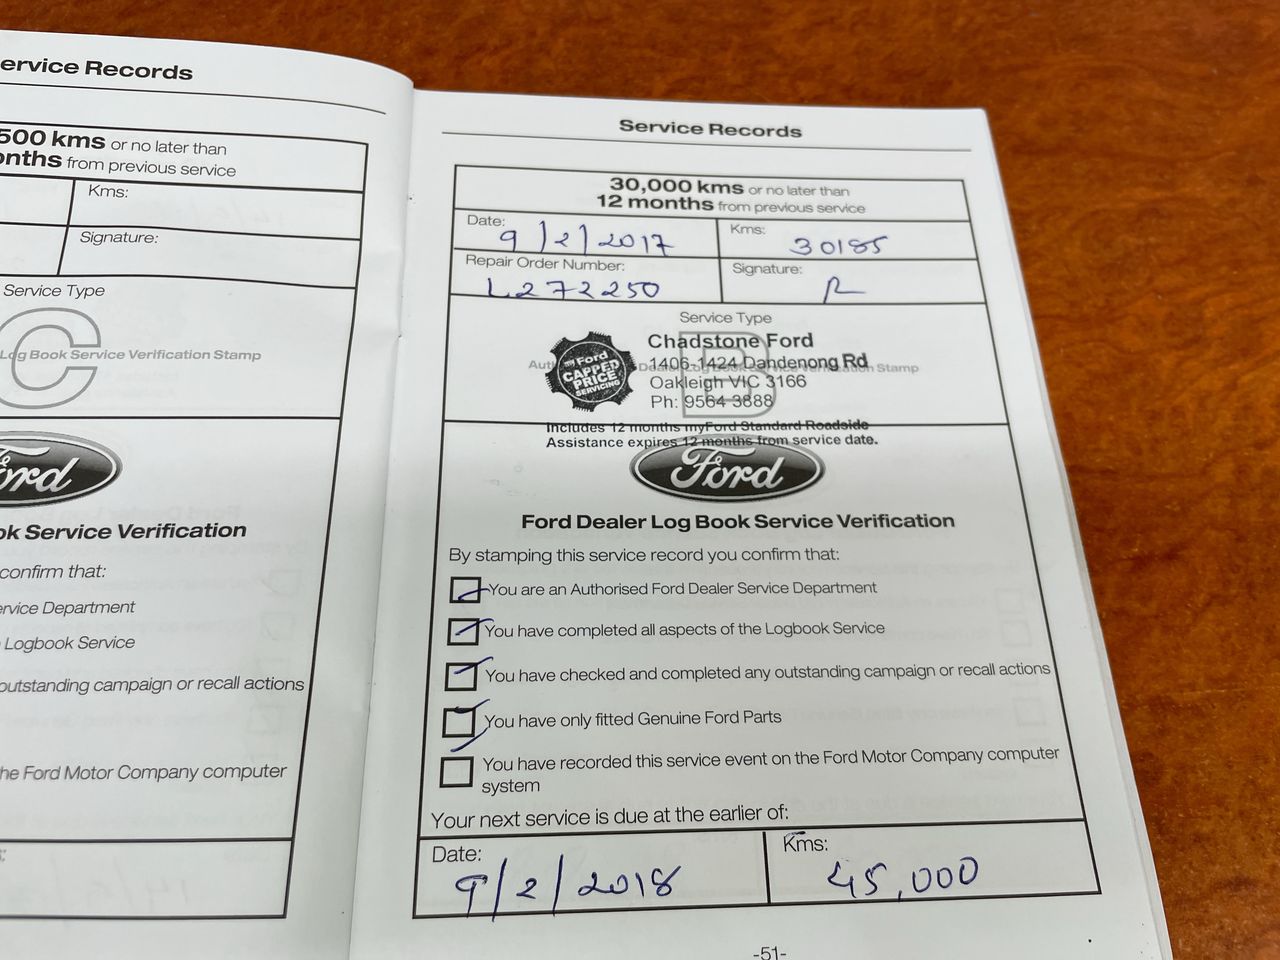 ervice Records
500 kms or no later than
onths from previous service
Kms:
Signature:
Service Type
C
Log Book Service Verification Stamp
Ford
ok Service Verification
confirm that:
ervice Department
Logbook Service
outstanding campaign or recall actions
he Ford Motor Company computer
Service Records
30,000 kms or no later than
12 months from previous service
Date: 9/2/2017
Kms: 30185
Repair Order Number: L272250
Signature:
Service Type
B
my Ford
CAPPED
PRICE
SERVICING
Chadstone Ford
1406-1424 Dandenong Rd
Log Book Service Verification Stamp
Oakleigh VIC 3166
Ph: 9564 3888
Includes 12 months myFord Standard Roadside
Assistance expires 12 months from service date.
Ford
Ford Dealer Log Book Service Verification
By stamping this service record you confirm that:
You are an Authorised Ford Dealer Service Department
You have completed all aspects of the Logbook Service
You have checked and completed any outstanding campaign or recall actions
You have only fitted Genuine Ford Parts
You have recorded this service event on the Ford Motor Company computer
system
Your next service is due at the earlier of:
Date: 9/2/2018
Kms: 45,000
-51-